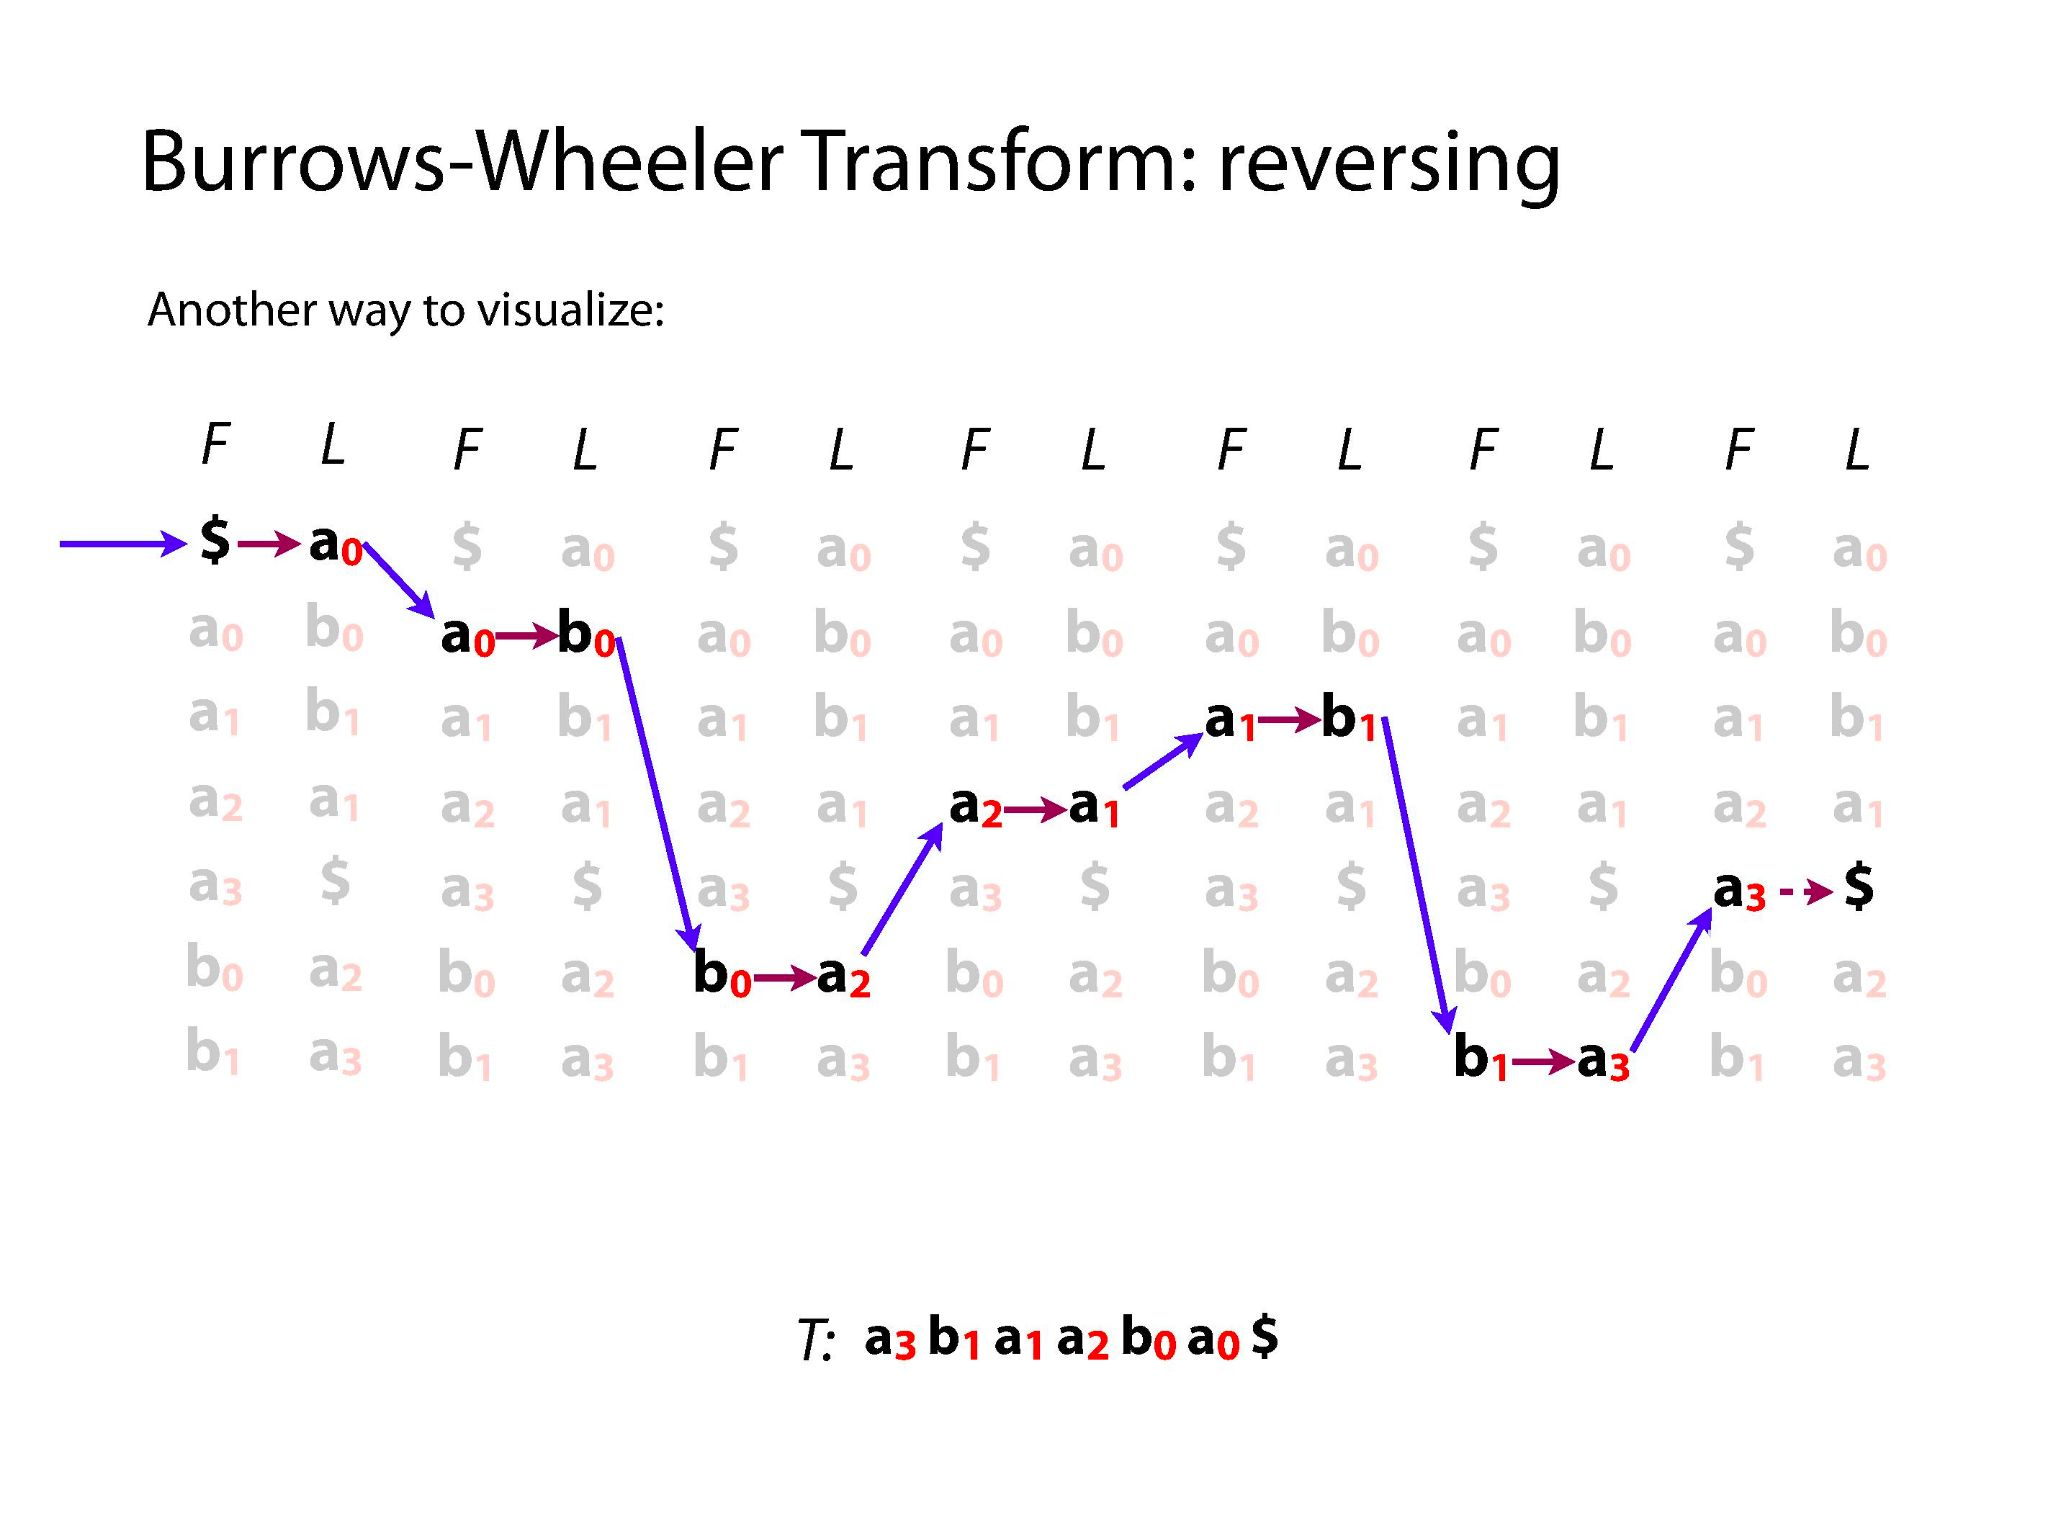 Burrows-Wheeler Transform: reversing
Another way to visualize:
F L F L F L F L F L F L F L
$ a0 $ a0 $ a0 $ a0 $ a0 $ a0 $ a0
a0 b0 a0 b0 a0 b0 a0 b0 a0 b0 a0 b0 a0 b0
a1 b1 a1 b1 a1 b1 a1 b1 a1 b1 a1 b1 a1 b1
a2 a1 a2 a1 a2 a1 a2 a1 a2 a1 a2 a1 a2 a1
a3 $ a3 $ a3 $ a3 $ a3 $ a3 $ a3 $
b0 a2 b0 a2 b0 a2 b0 a2 b0 a2 b0 a2 b0 a2
b1 a3 b1 a3 b1 a3 b1 a3 b1 a3 b1 a3 b1 a3
T: a3 b1 a1 a2 b0 a0 $